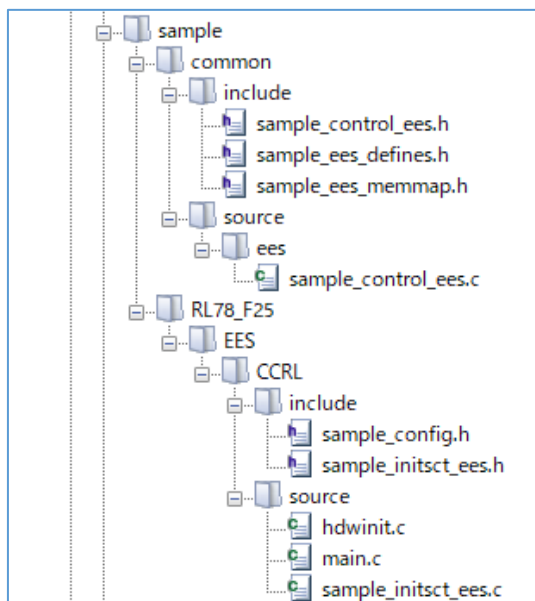 sample
common
include
sample_control_ees.h
sample_ees_defines.h
sample_ees_memmap.h
source
ees
sample_control_ees.c
RL78_F25
EES
CCRL
include
sample_config.h
sample_initsct_ees.h
source
hdwinit.c
main.c
sample_initsct_ees.c